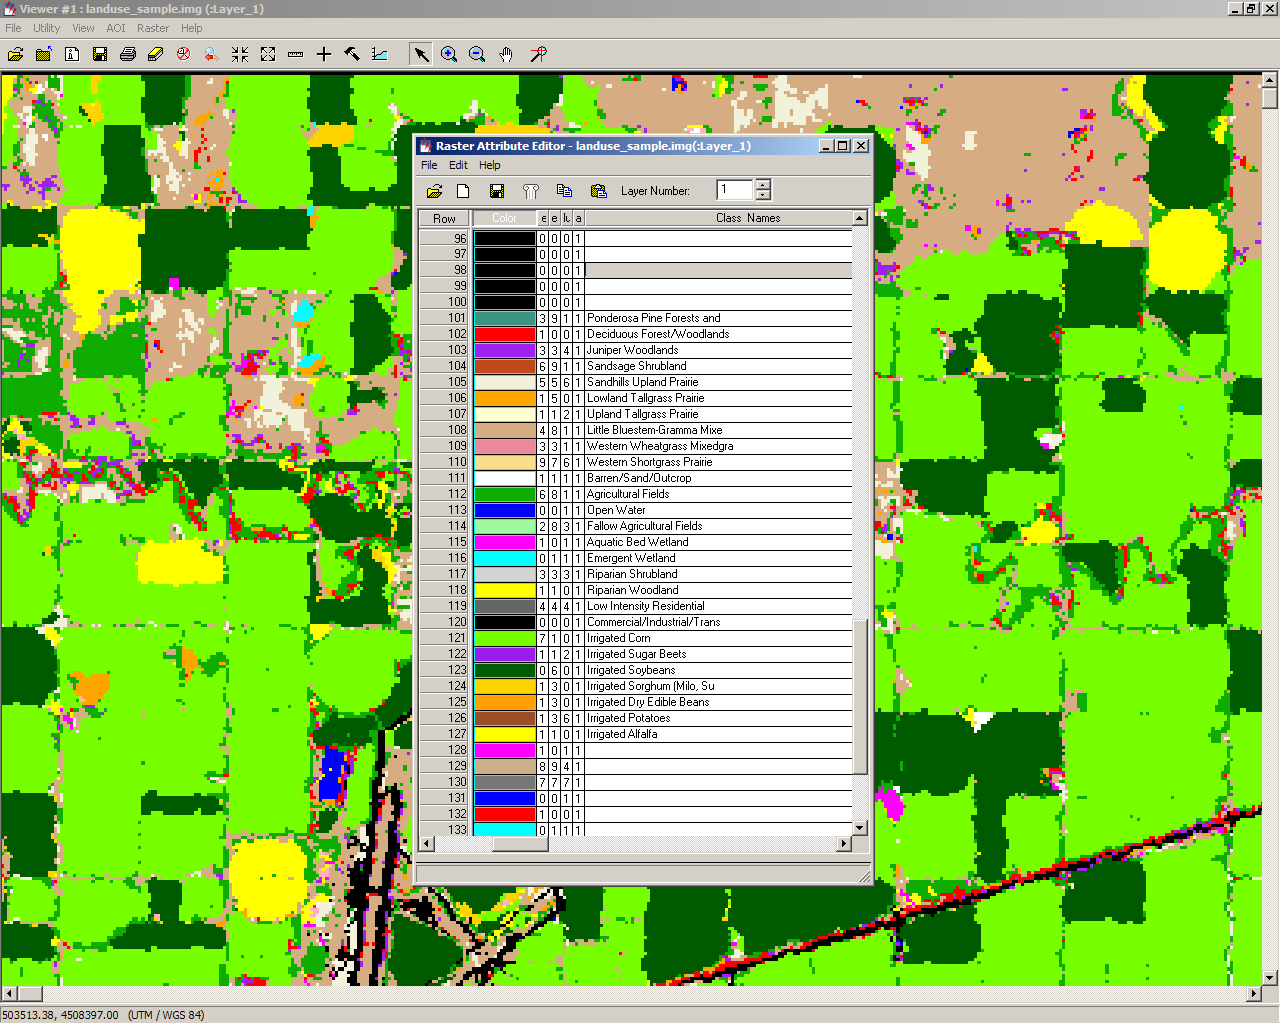 Viewer #1 : landuse_sample.img (:Layer_1)
File Utility View AOI Raster Help
Raster Attribute Editor - landuse_sample.img(:Layer_1)
File Edit Help
Layer Number: 1
Row Color e e lu a Class Names
96 0 0 0 1
97 0 0 0 1
98 0 0 0 1
99 0 0 0 1
100 0 0 0 1
101 3 9 1 1 Ponderosa Pine Forests and
102 1 0 0 1 Deciduous Forest/Woodlands
103 3 3 4 1 Juniper Woodlands
104 6 9 1 1 Sandsage Shrubland
105 5 5 6 1 Sandhills Upland Prairie
106 1 5 0 1 Lowland Tallgrass Prairie
107 1 1 2 1 Upland Tallgrass Prairie
108 4 8 1 1 Little Bluestem-Gramma Mixe
109 3 3 1 1 Western Wheatgrass Mixedgra
110 9 7 6 1 Western Shortgrass Prairie
111 1 1 1 1 Barren/Sand/Outcrop
112 6 8 1 1 Agricultural Fields
113 0 0 1 1 Open Water
114 2 8 3 1 Fallow Agricultural Fields
115 1 0 1 1 Aquatic Bed Wetland
116 0 1 1 1 Emergent Wetland
117 3 3 3 1 Riparian Shrubland
118 1 1 0 1 Riparian Woodland
119 4 4 4 1 Low Intensity Residential
120 0 0 0 1 Commercial/Industrial/Trans
121 7 1 0 1 Irrigated Corn
122 1 1 2 1 Irrigated Sugar Beets
123 0 6 0 1 Irrigated Soybeans
124 1 3 0 1 Irrigated Sorghum (Milo, Su
125 1 3 0 1 Irrigated Dry Edible Beans
126 1 3 6 1 Irrigated Potatoes
127 1 1 0 1 Irrigated Alfalfa
128 1 0 1 1
129 8 9 4 1
130 7 7 7 1
131 0 0 1 1
132 1 0 0 1
133 0 1 1 1
503513.38, 4508397.00 (UTM / WGS 84)